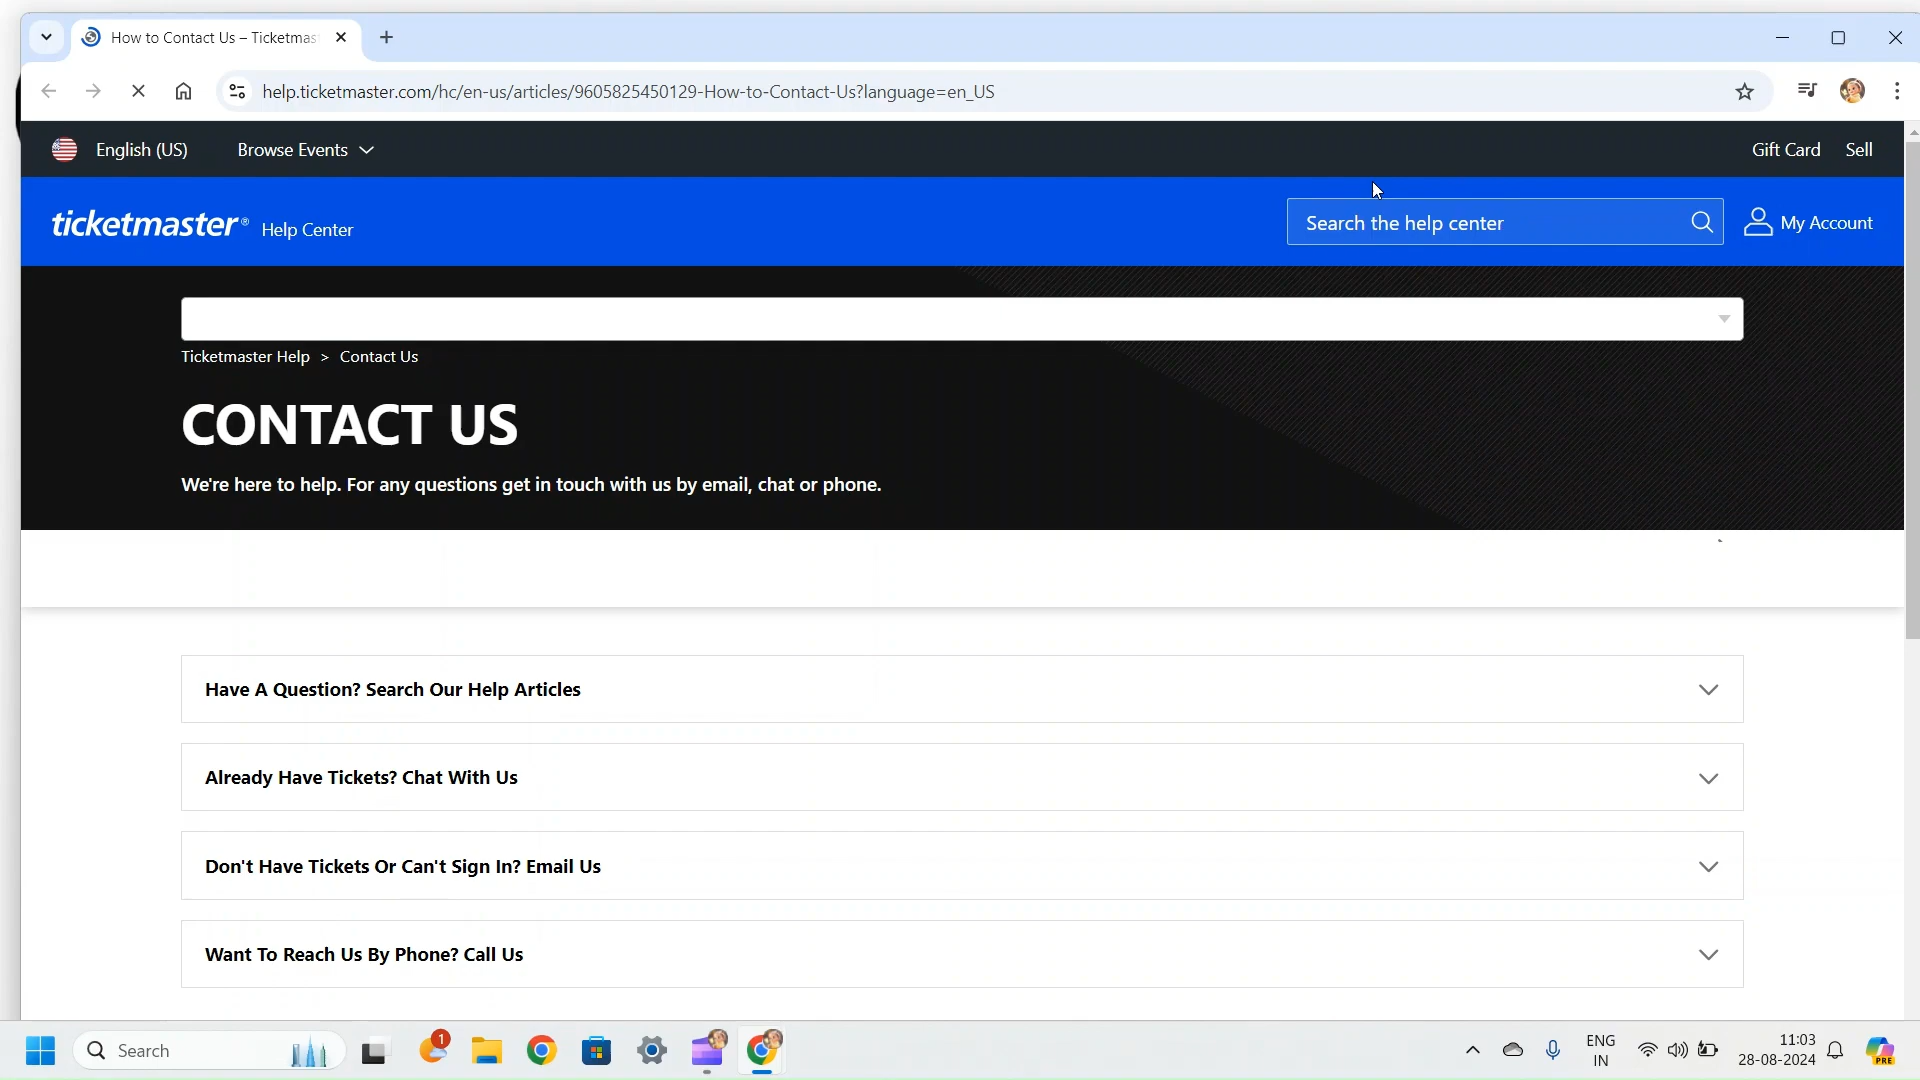 How to Contact Us – Ticketmas
help.ticketmaster.com/hc/en-us/articles/9605825450129-How-to-Contact-Us?language=en_US
English (US) Browse Events Gift Card Sell
ticketmaster® Help Center Search the help center My Account
Ticketmaster Help > Contact Us
CONTACT US
We're here to help. For any questions get in touch with us by email, chat or phone.
Have A Question? Search Our Help Articles
Already Have Tickets? Chat With Us
Don't Have Tickets Or Can't Sign In? Email Us
Want To Reach Us By Phone? Call Us
Search 1 ENG 11:03
IN 28-08-2024 PRE